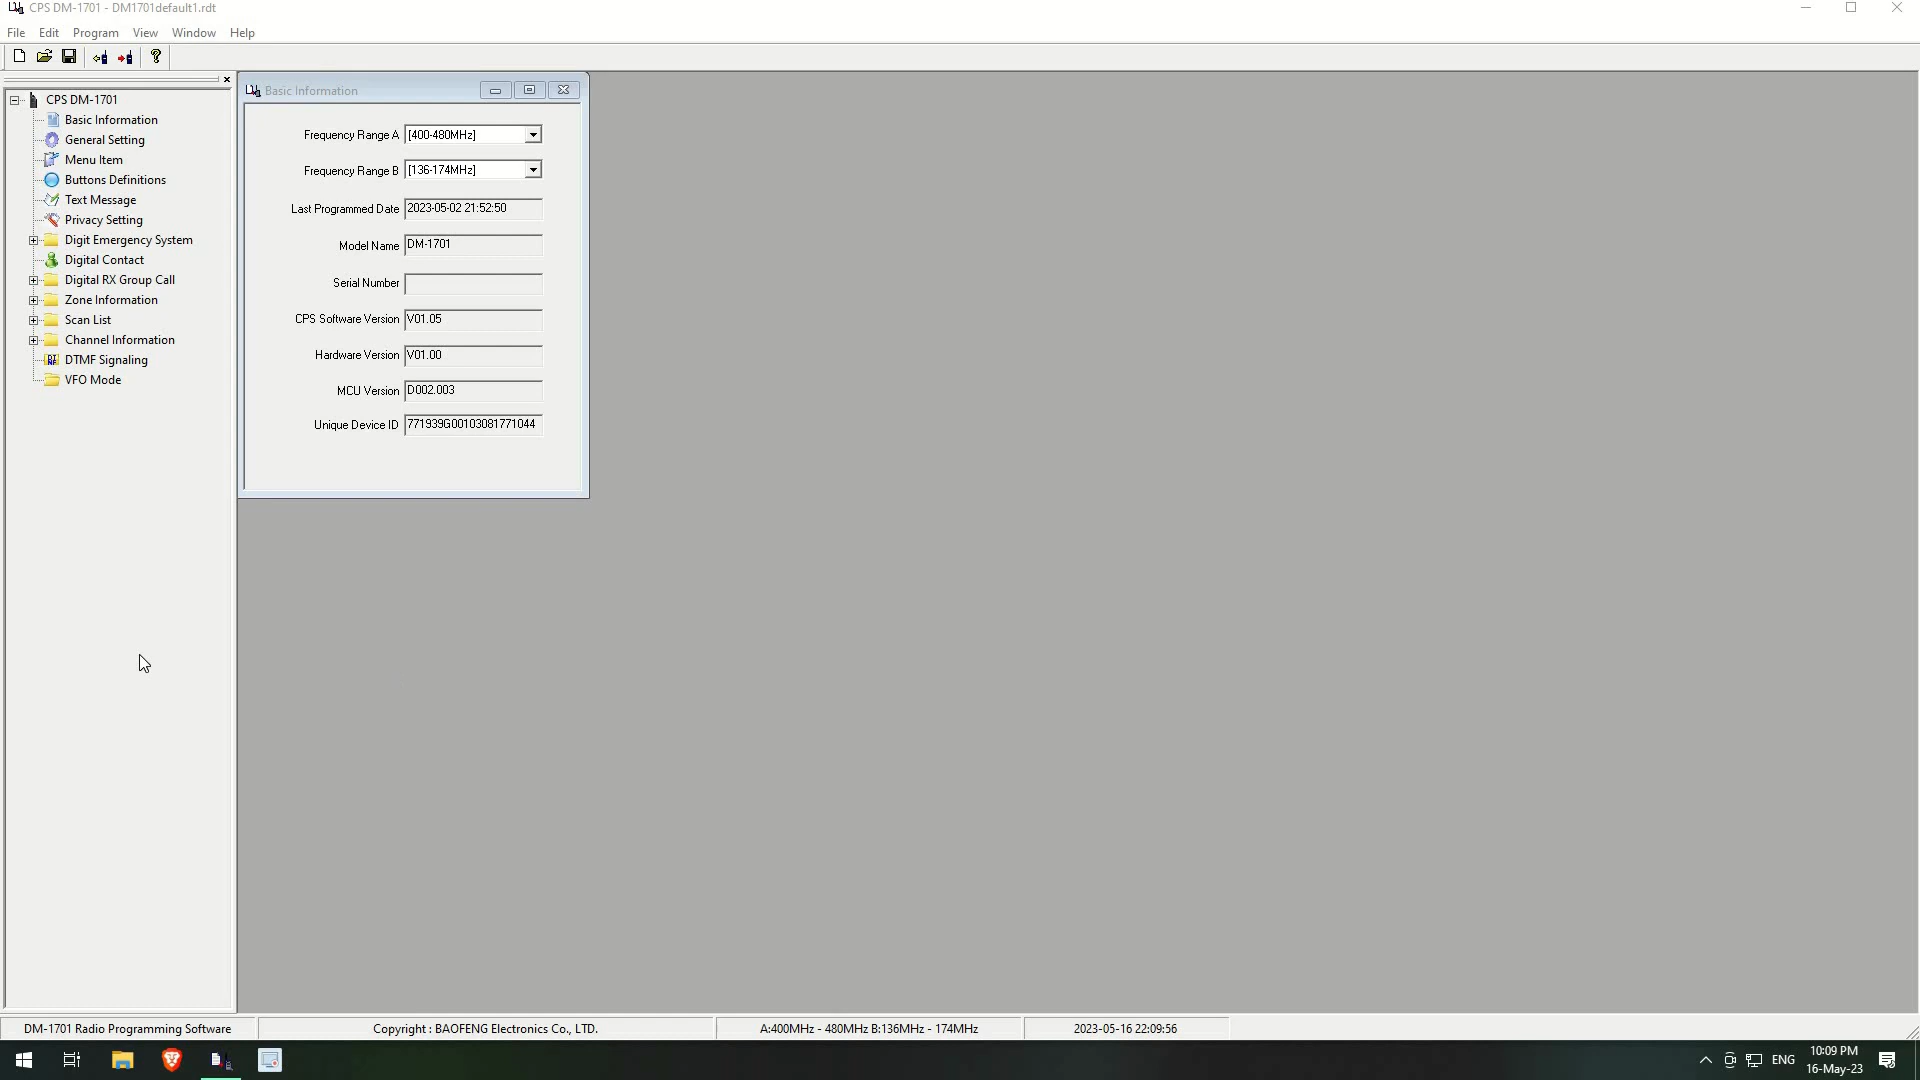 CPS DM-1701 - DM1701default1.rdt
File Edit Program View Window Help
CPS DM-1701
Basic Information
General Setting
Menu Item
Buttons Definitions
Text Message
Privacy Setting
Digit Emergency System
Digital Contact
Digital RX Group Call
Zone Information
Scan List
Channel Information
DTMF Signaling
VFO Mode
Basic Information
Frequency Range A [400-480MHz]
Frequency Range B [136-174MHz]
Last Programmed Date 2023-05-02 21:52:50
Model Name DM-1701
Serial Number
CPS Software Version V01.05
Hardware Version V01.00
MCU Version D002.003
Unique Device ID 771939G00103081771044
DM-1701 Radio Programming Software
Copyright : BAOFENG Electronics Co., LTD.
A:400MHz - 480MHz B:136MHz - 174MHz
2023-05-16 22:09:56
ENG
10:09 PM
16-May-23